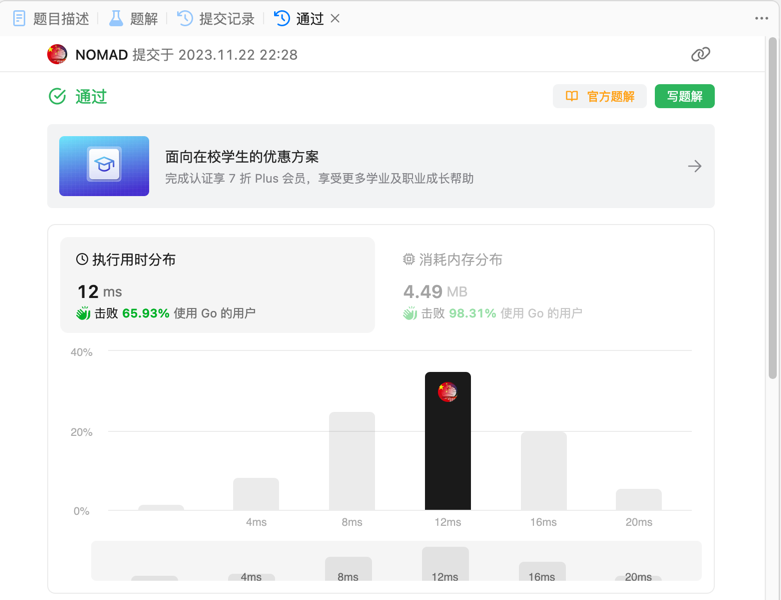 题目描述 题解 提交记录 通过
NOMAD 提交于 2023.11.22 22:28
通过 官方题解 写题解
面向在校学生的优惠方案
完成认证享 7 折 Plus 会员，享受更多学业及职业成长帮助
执行用时分布 消耗内存分布
12 ms 4.49 MB
击败 65.93% 使用 Go 的用户 击败 98.31% 使用 Go 的用户
40%
20%
0%
4ms 8ms 12ms 16ms 20ms
4ms 8ms 12ms 16ms 20ms